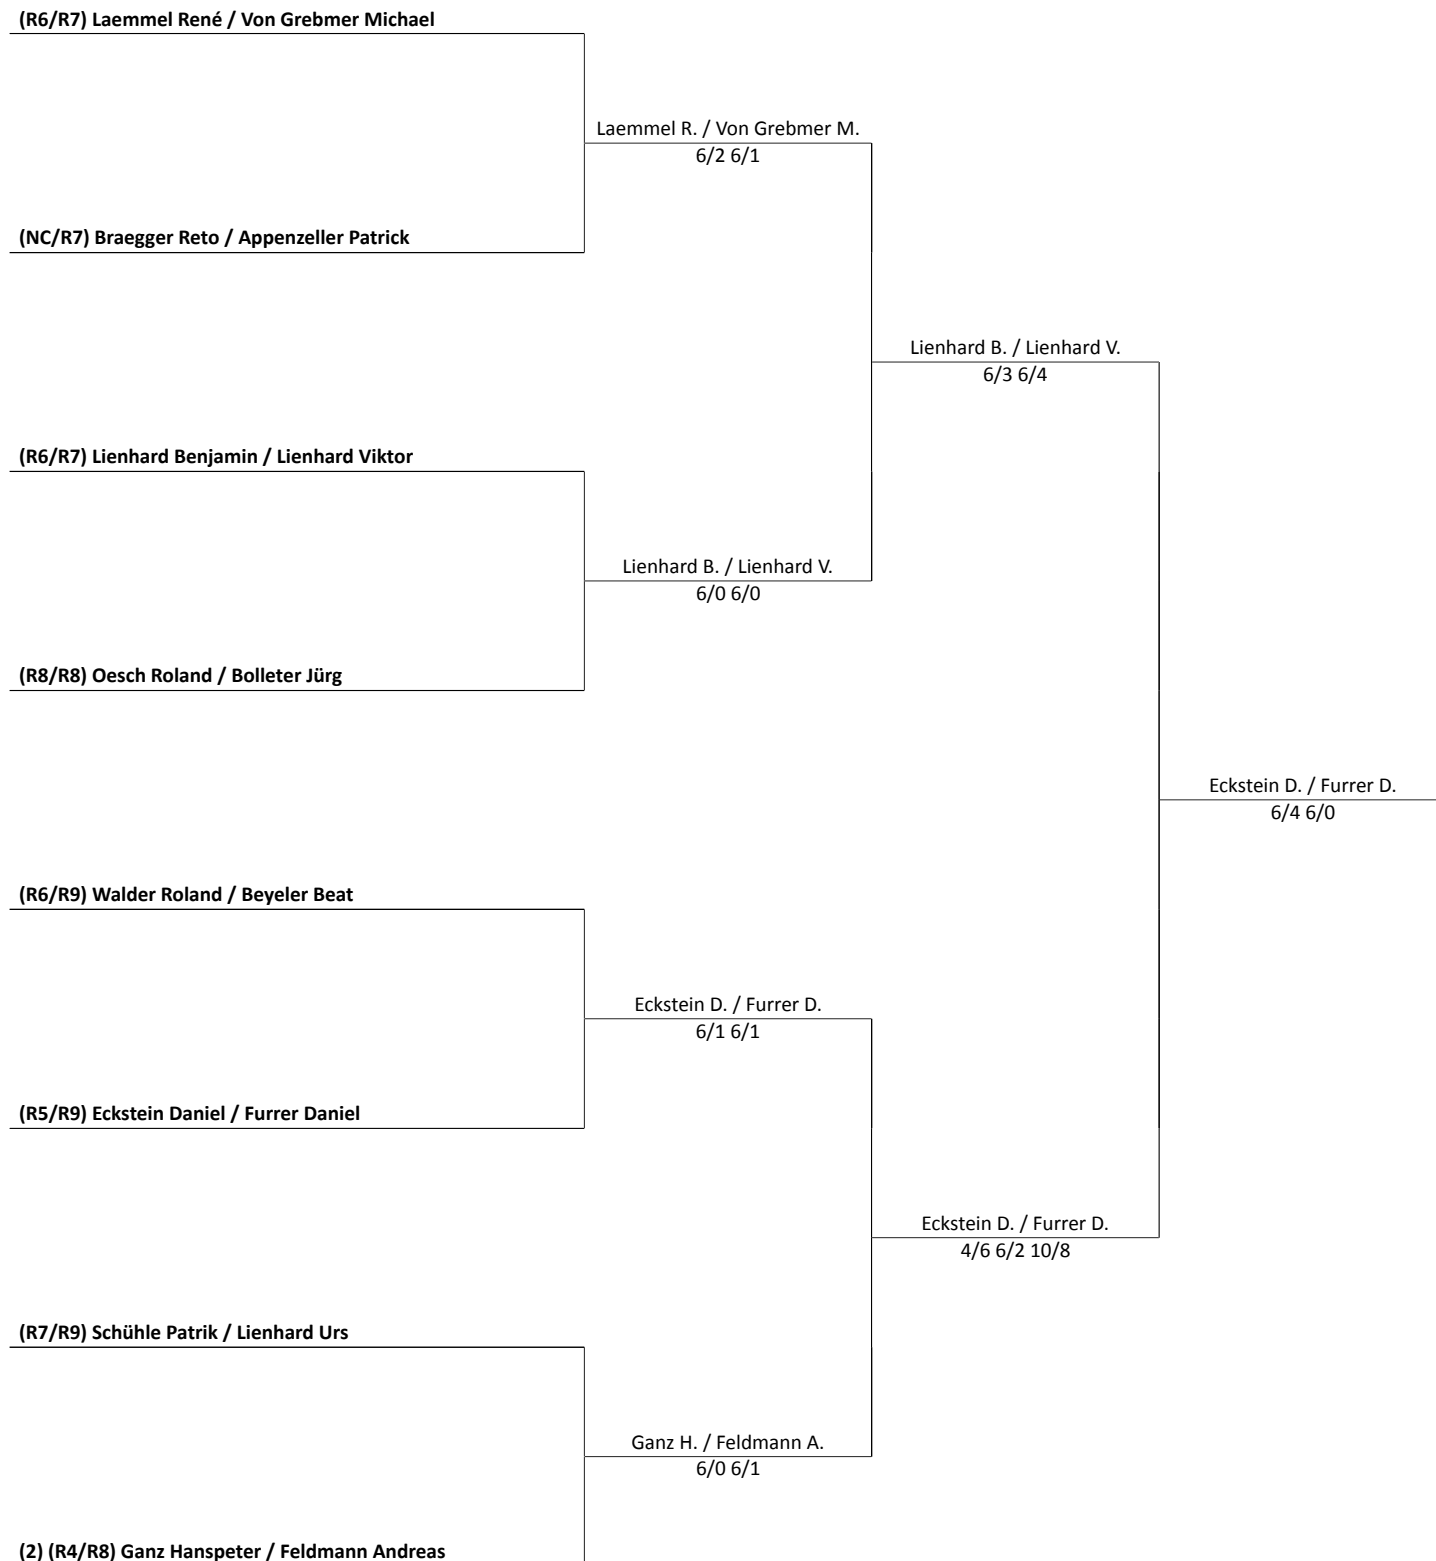 (R6/R7) Laemmel René / Von Grebmer Michael
Laemmel R. / Von Grebmer M.
6/2 6/1
(NC/R7) Braegger Reto / Appenzeller Patrick
Lienhard B. / Lienhard V.
6/3 6/4
(R6/R7) Lienhard Benjamin / Lienhard Viktor
Lienhard B. / Lienhard V.
6/0 6/0
(R8/R8) Oesch Roland / Bolleter Jürg
Eckstein D. / Furrer D.
6/4 6/0
(R6/R9) Walder Roland / Beyeler Beat
Eckstein D. / Furrer D.
6/1 6/1
(R5/R9) Eckstein Daniel / Furrer Daniel
Eckstein D. / Furrer D.
4/6 6/2 10/8
(R7/R9) Schühle Patrik / Lienhard Urs
Ganz H. / Feldmann A.
6/0 6/1
(2) (R4/R8) Ganz Hanspeter / Feldmann Andreas